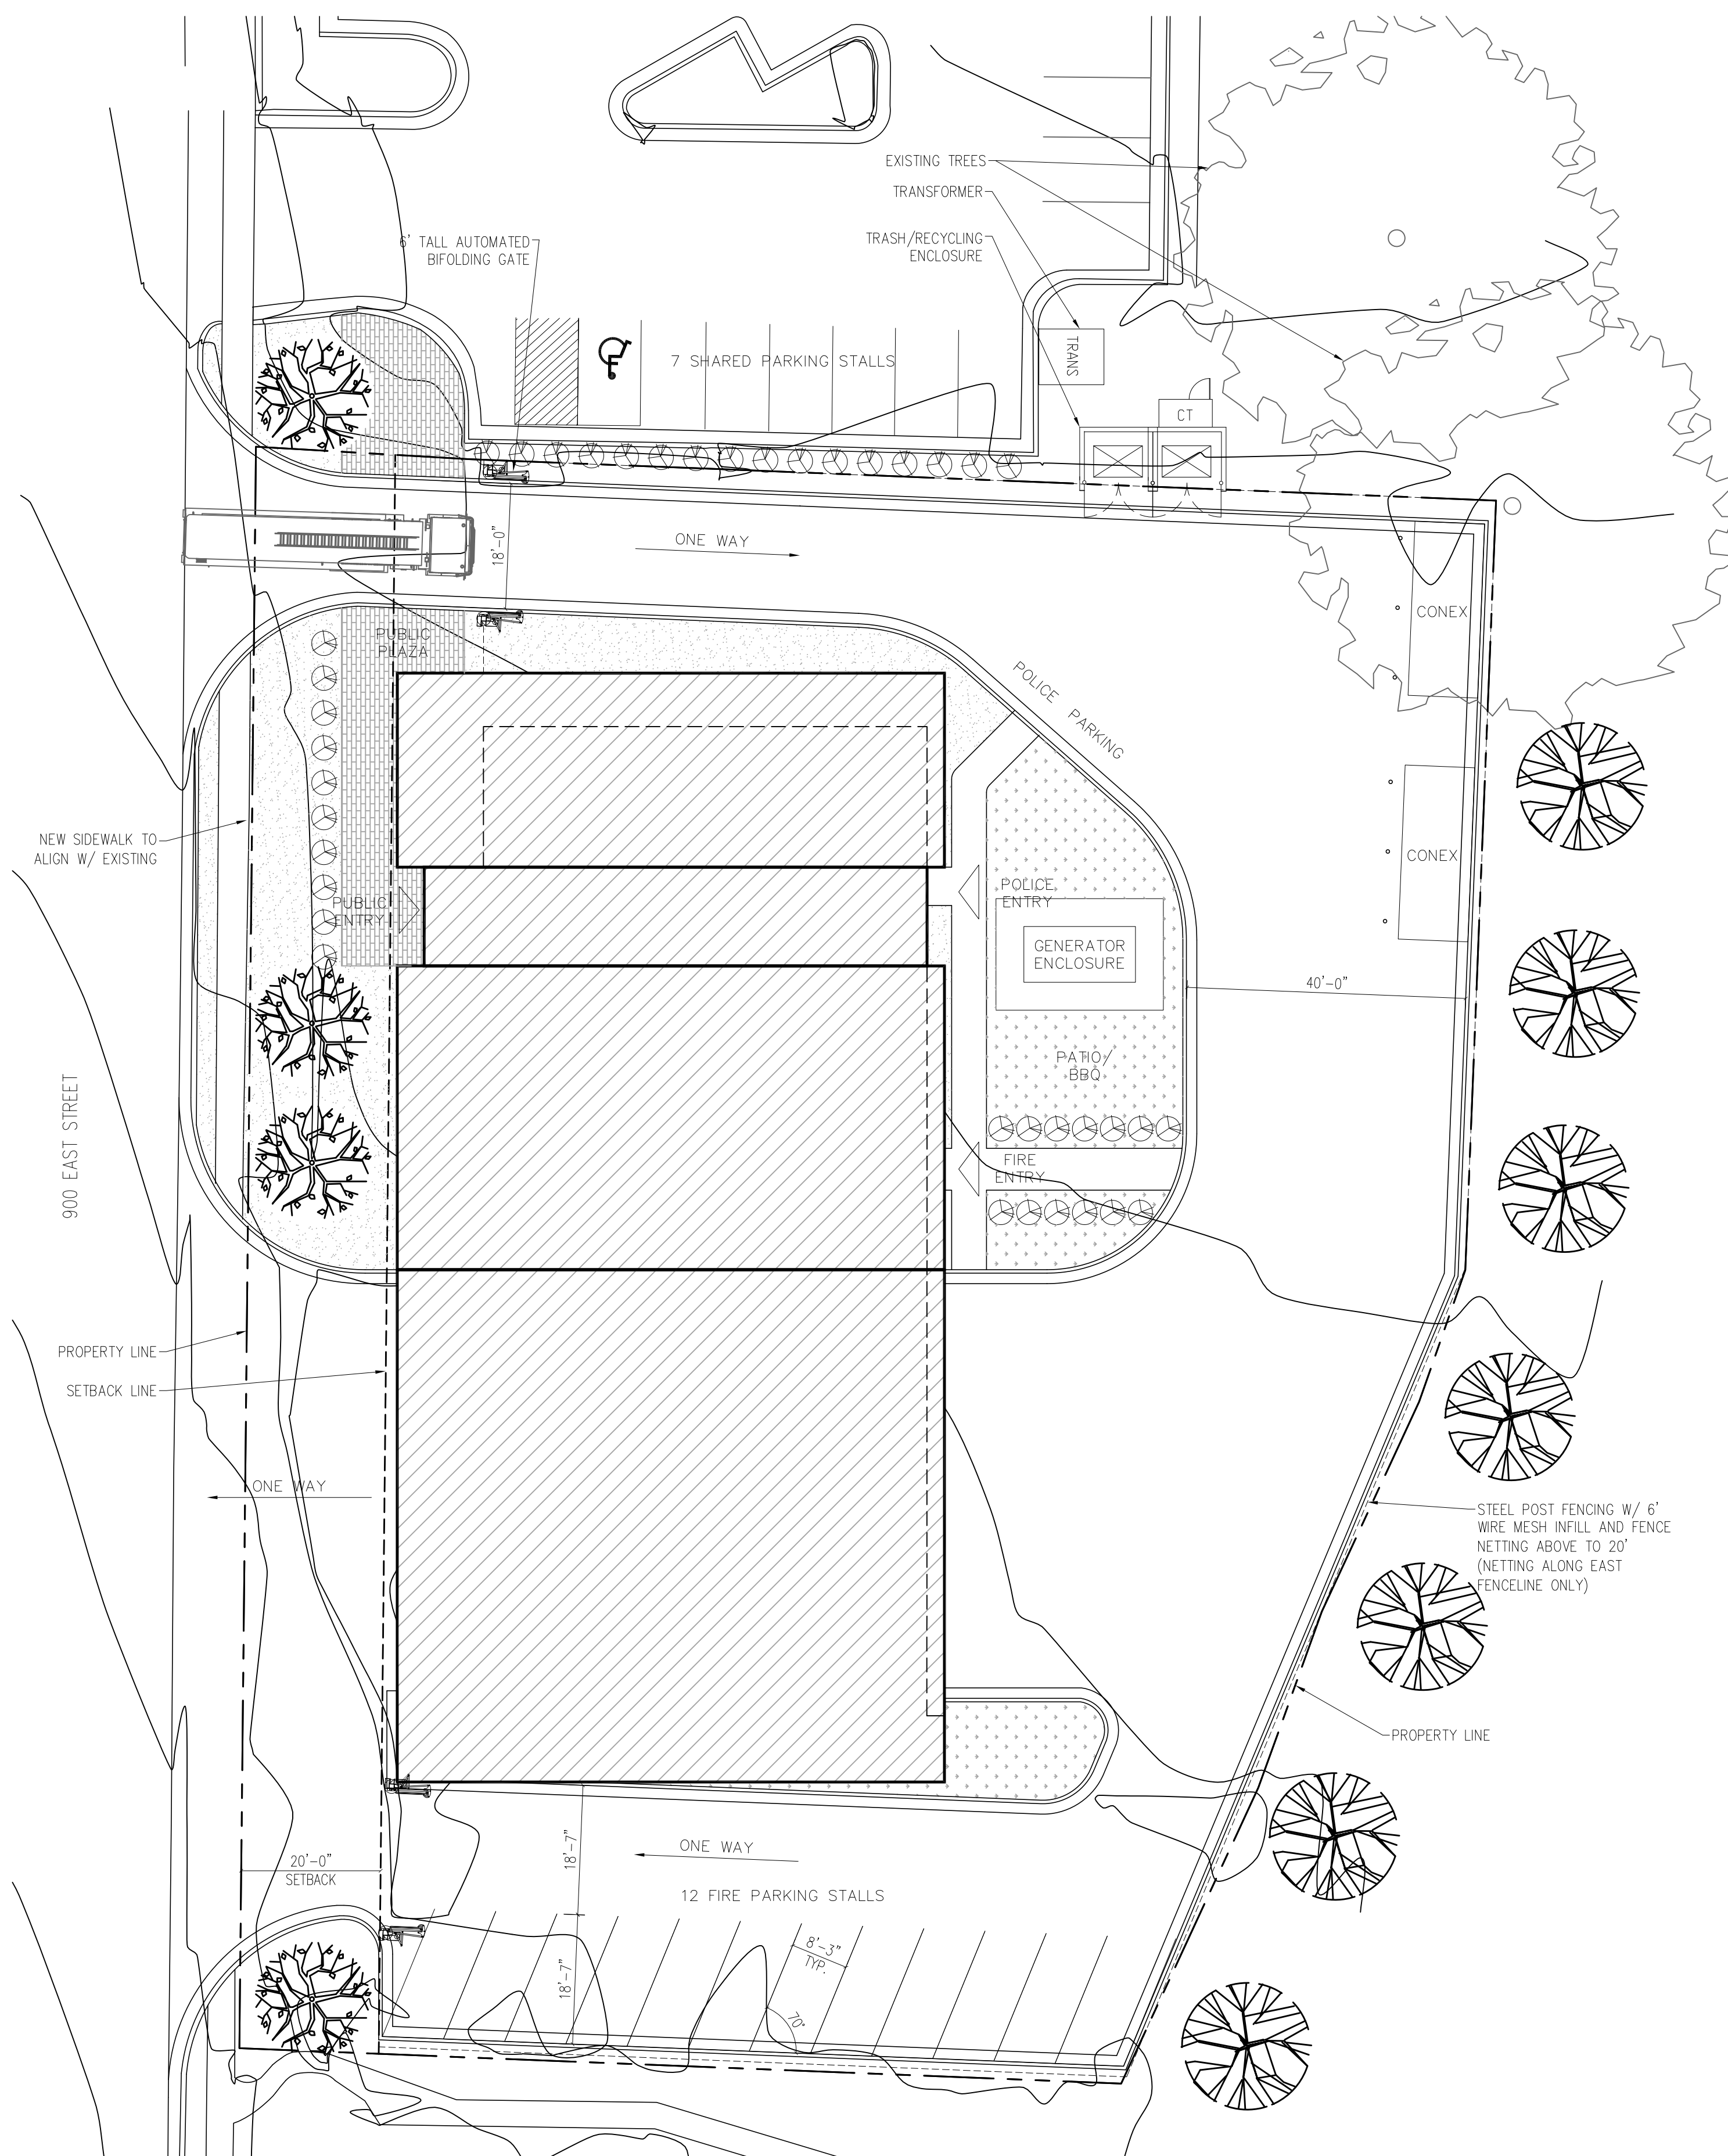 EXISTING TREES
TRANSFORMER
TRASH/RECYCLING
ENCLOSURE
6' TALL AUTOMATED
BIFOLDING GATE
7 SHARED PARKING STALLS
TRANS
CT
18'-0"
ONE WAY
CONEX
PUBLIC
PLAZA
POLICE PARKING
NEW SIDEWALK TO
ALIGN W/ EXISTING
CONEX
PUBLIC
ENTRY
POLICE
ENTRY
GENERATOR
ENCLOSURE
40'-0"
PATIO/
BBQ
900 EAST STREET
FIRE
ENTRY
PROPERTY LINE
SETBACK LINE
ONE WAY
STEEL POST FENCING W/ 6'
WIRE MESH INFILL AND FENCE
NETTING ABOVE TO 20'
(NETTING ALONG EAST
FENCELINE ONLY)
PROPERTY LINE
18'-7"
ONE WAY
20'-0"
SETBACK
12 FIRE PARKING STALLS
8'-3"
TYP.
18'-7"
70°